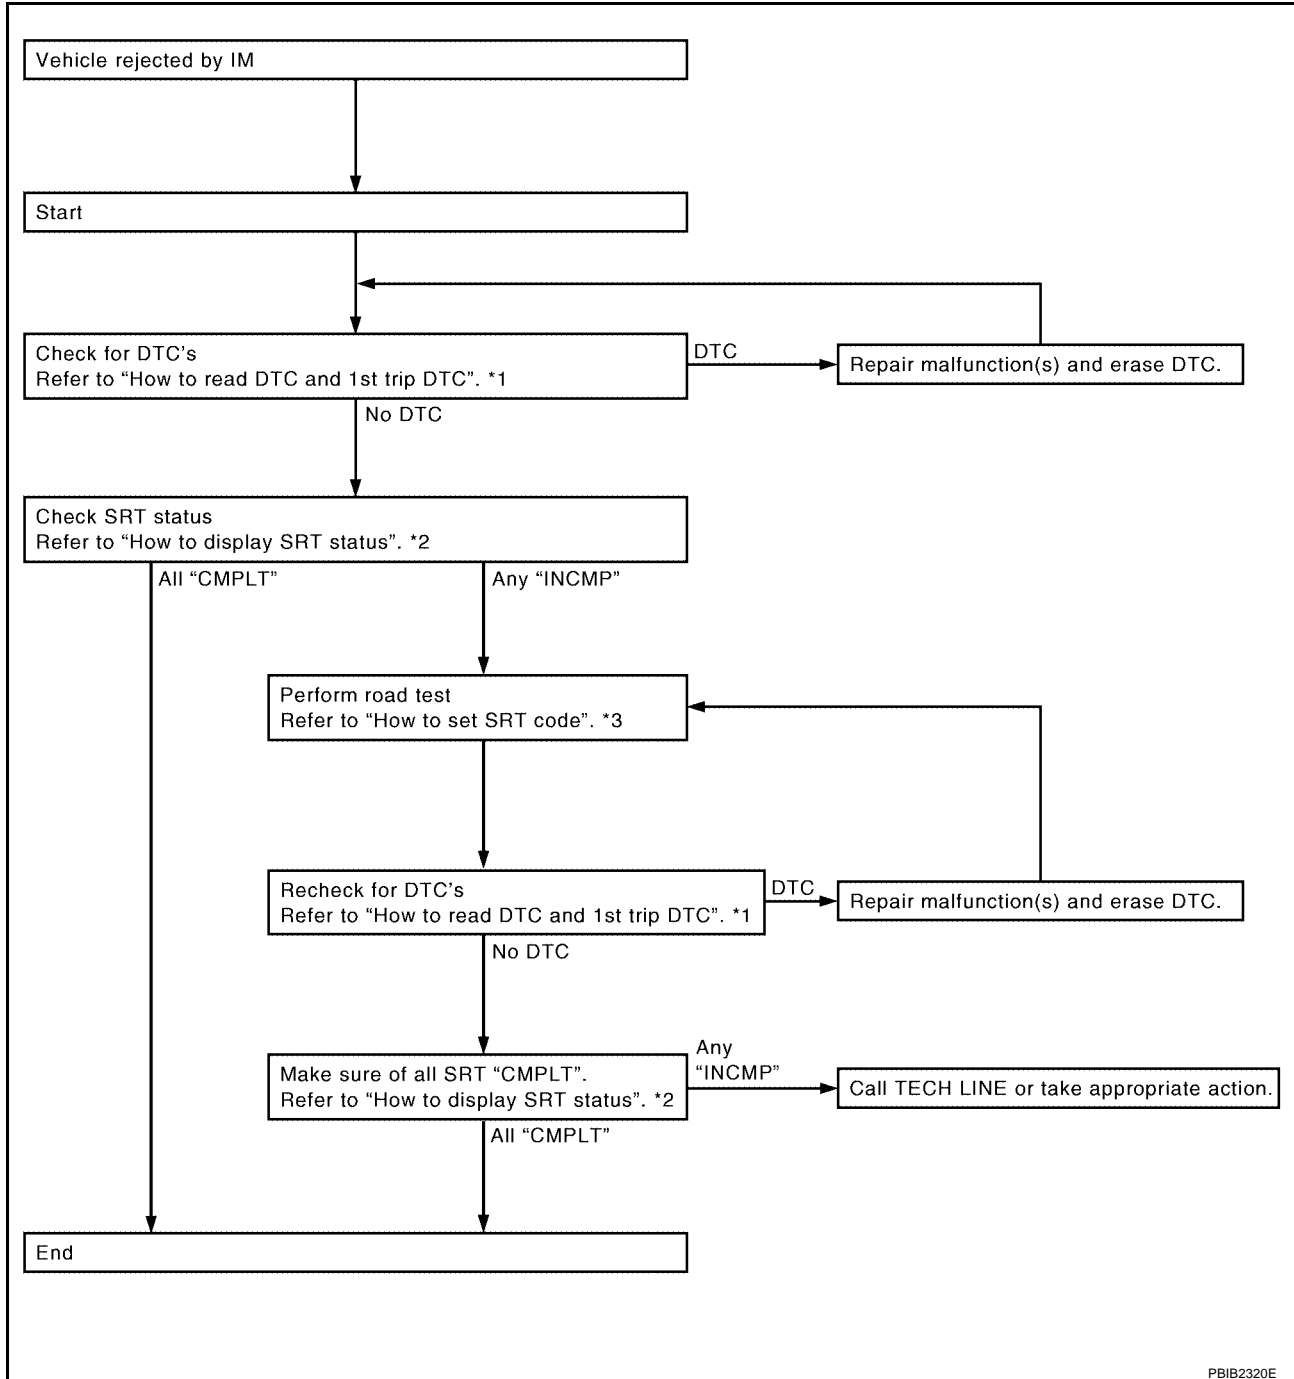 Vehicle rejected by IM
Start
Check for DTC's
Refer to “How to read DTC and 1st trip DTC”. *1
DTC
Repair malfunction(s) and erase DTC.
No DTC
Check SRT status
Refer to “How to display SRT status”. *2
All “CMPLT”
Any “INCMP”
Perform road test
Refer to “How to set SRT code”. *3
Recheck for DTC's
Refer to “How to read DTC and 1st trip DTC”. *1
DTC
Repair malfunction(s) and erase DTC.
No DTC
Make sure of all SRT “CMPLT”.
Refer to “How to display SRT status”. *2
Any
“INCMP”
Call TECH LINE or take appropriate action.
All “CMPLT”
End
PBIB2320E